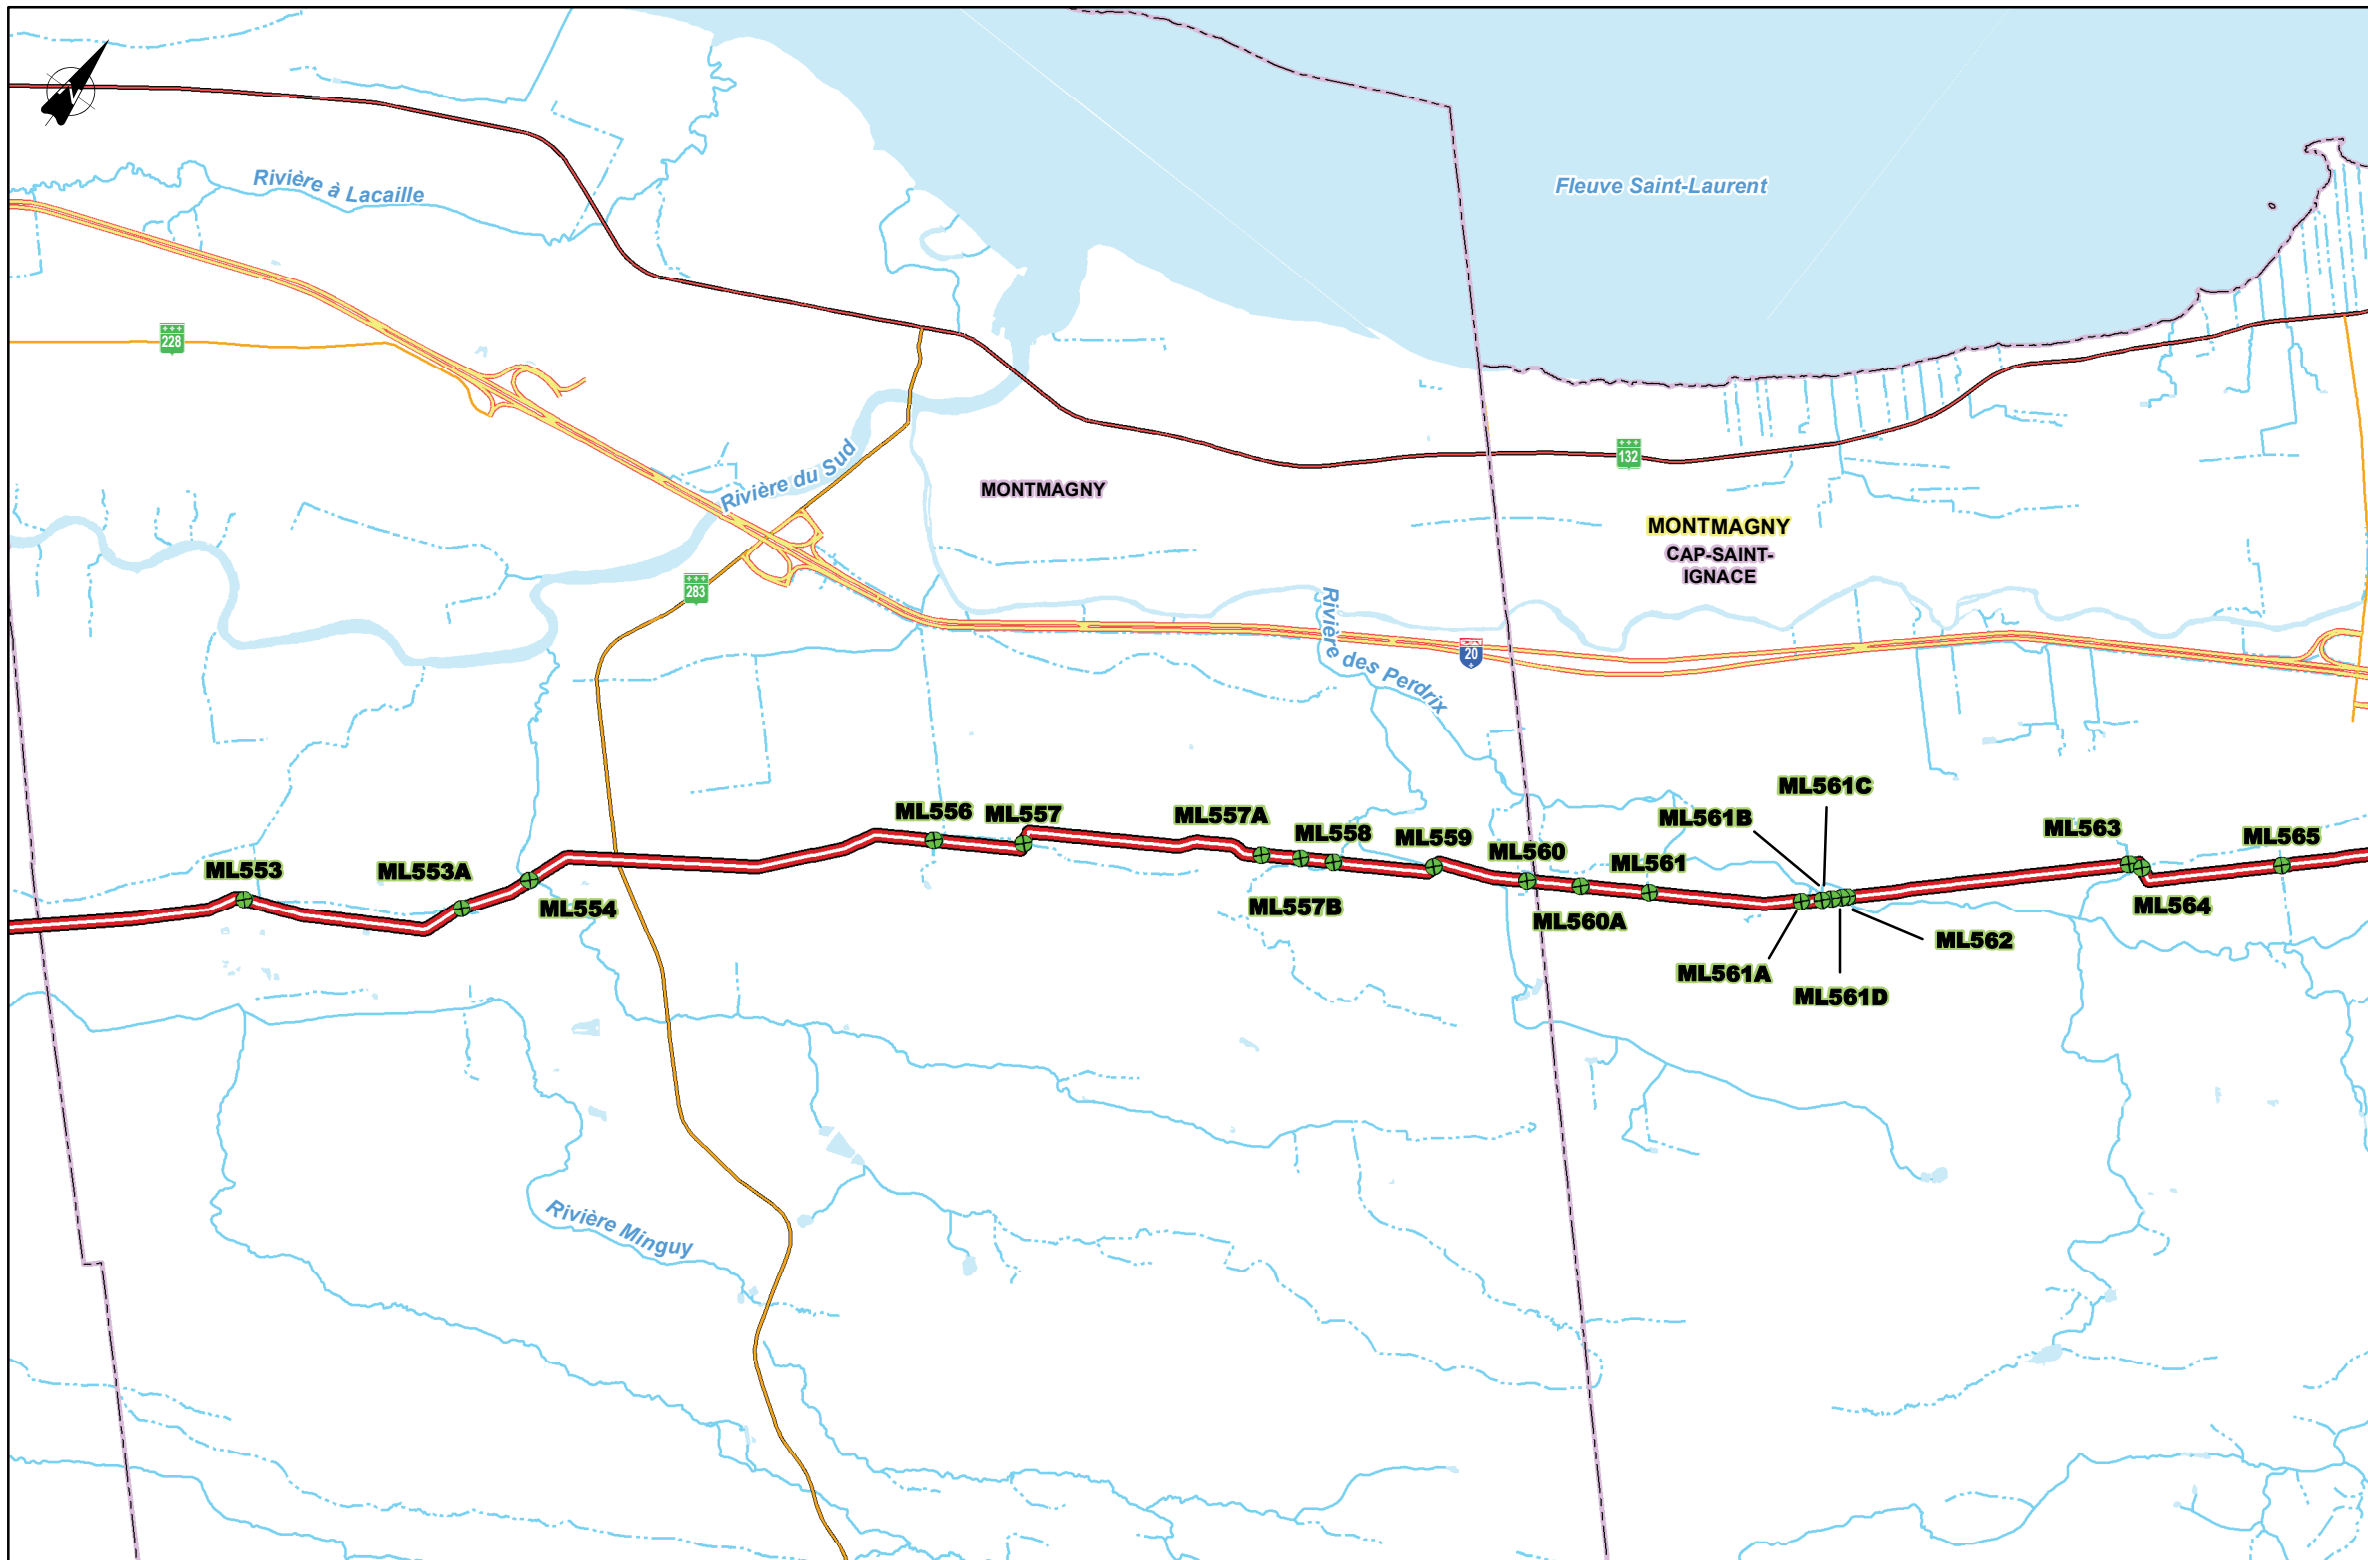 Rivière à Lacaille
Fleuve Saint-Laurent
228
Rivière du Sud
132
MONTMAGNY
MONTMAGNY
CAP-SAINT-
IGNACE
283
Rivière des Perdrix
20
ML561C
ML556
ML557
ML557A
ML561B
ML558
ML559
ML563
ML565
ML560
ML553
ML553A
ML561
ML554
ML557B
ML560A
ML564
ML562
ML561A
ML561D
Rivière Minguy